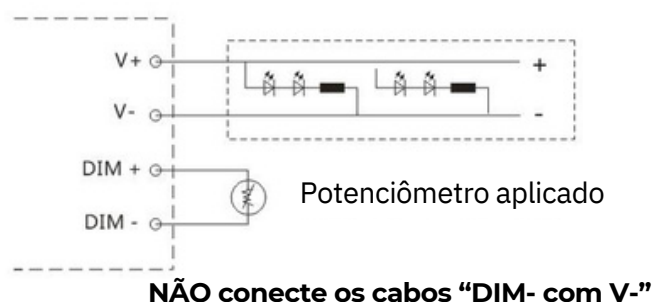 V+
+
V-
-
DIM +
Potenciômetro aplicado
DIM -
NÃO conecte os cabos “DIM- com V-”